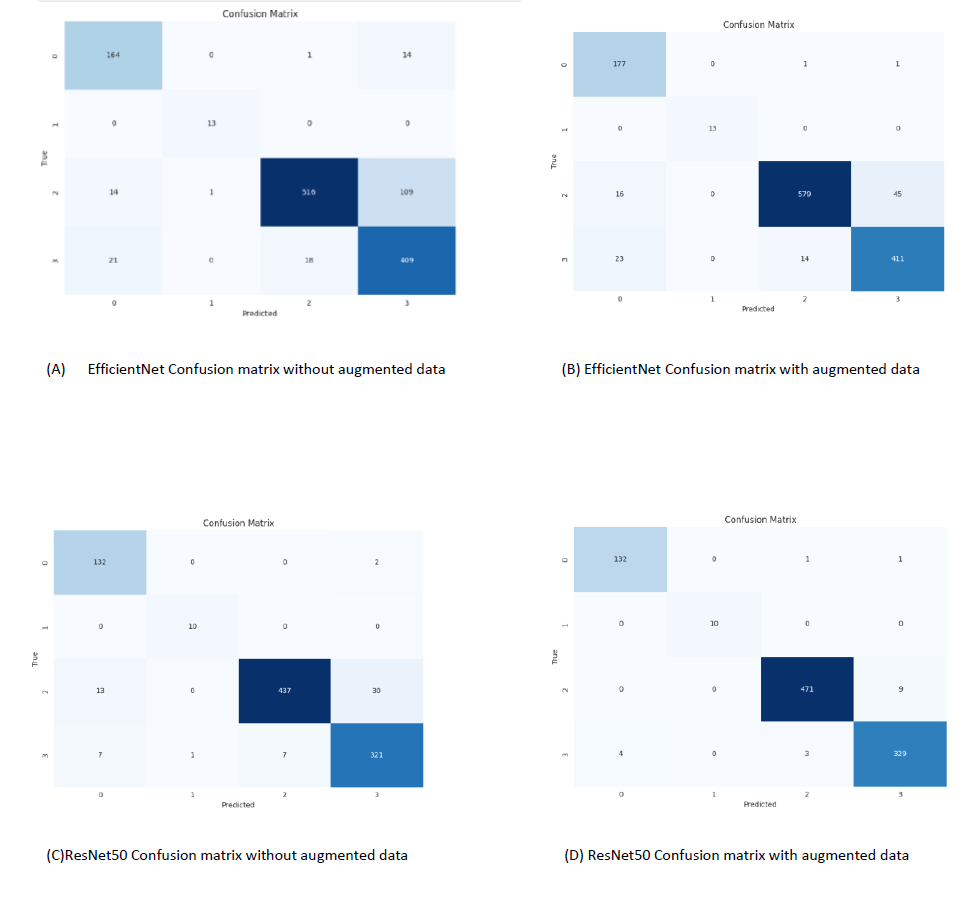 Confusion Matrix
0 164 0 1 14
1 0 13 0 0
True
2 14 1 516 109
3 21 0 18 409
0 1 2 3
Predicted
(A) EfficientNet Confusion matrix without augmented data
Confusion Matrix
0 177 0 1 1
1 0 13 0 0
True
2 16 0 579 45
3 23 0 14 411
0 1 2 3
Predicted
(B) EfficientNet Confusion matrix with augmented data
Confusion Matrix
0 132 0 0 2
1 0 10 0 0
True
2 13 0 437 30
3 7 1 7 321
0 1 2 3
Predicted
(C)ResNet50 Confusion matrix without augmented data
Confusion Matrix
0 132 0 1 1
1 0 10 0 0
True
2 0 0 471 9
3 4 0 3 329
0 1 2 3
Predicted
(D) ResNet50 Confusion matrix with augmented data